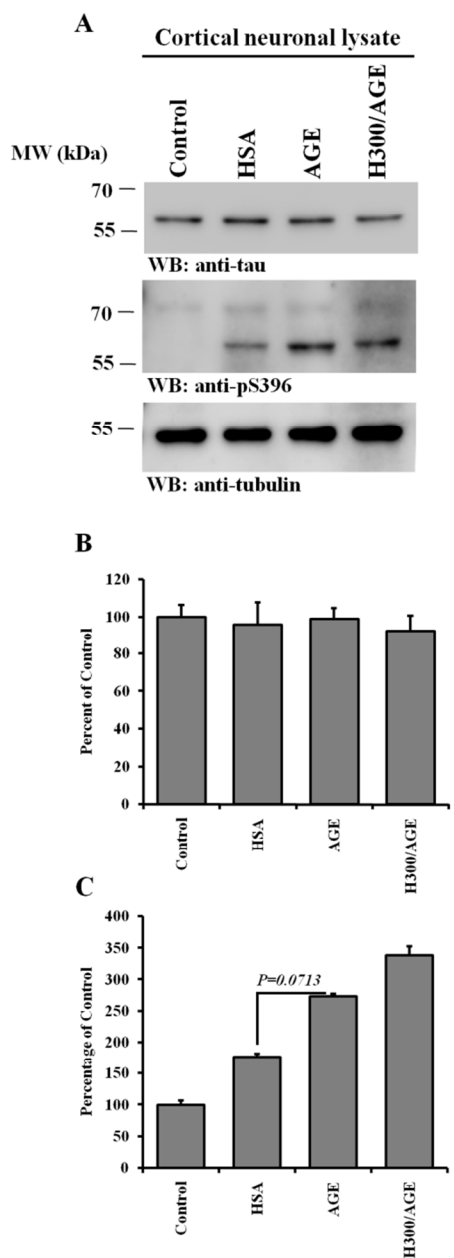 A
Cortical neuronal lysate
Control
HSA
AGE
H300/AGE
MW (kDa)
70
55
WB: anti-tau
70
55
WB: anti-pS396
55
WB: anti-tubulin
B
Percent of Control
120
100
80
60
40
20
0
Control
HSA
AGE
H300/AGE
C
Percentage of Control
400
350
300
250
200
150
100
50
0
P=0.0713
Control
HSA
AGE
H300/AGE